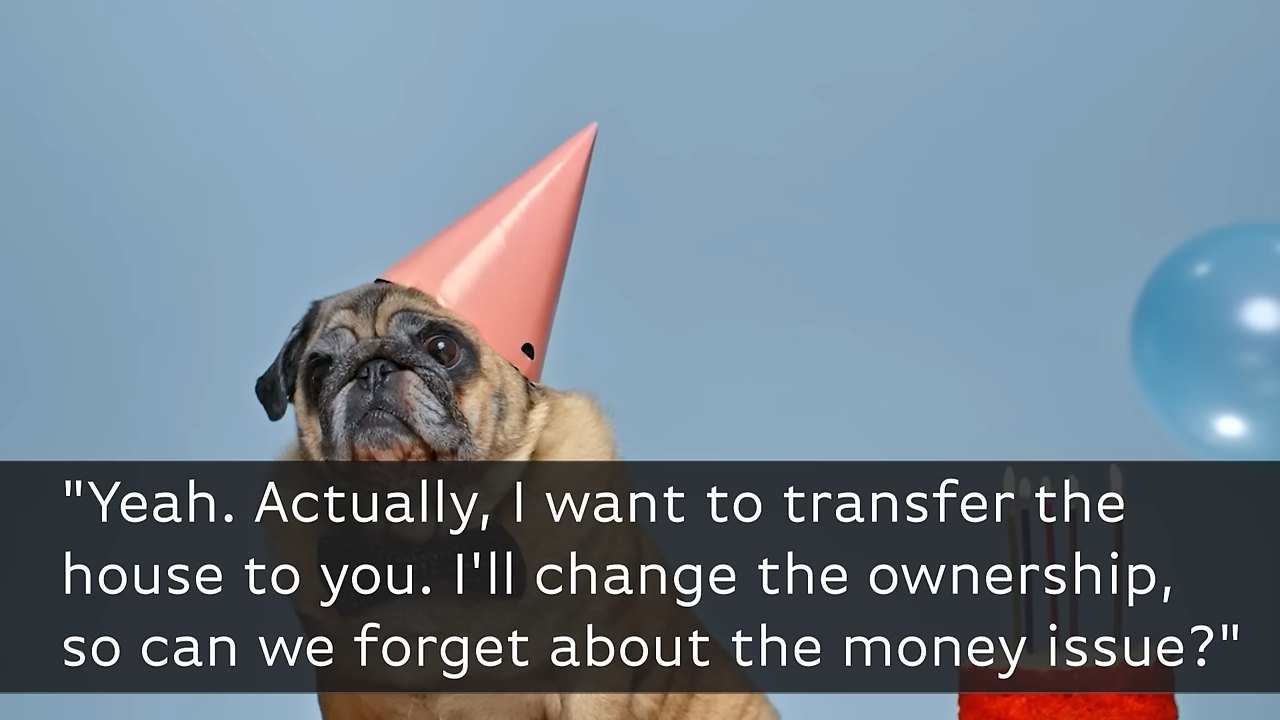 "Yeah. Actually, I want to transfer the
house to you. I'll change the ownership,
so can we forget about the money issue?"